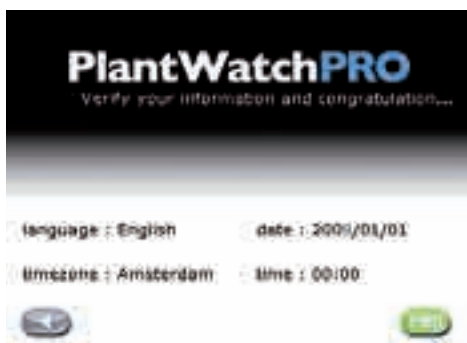 PlantWatchPRO
Verify your information and congratulation...
language : English date : 2009/01/01
timezone : Amsterdam time : 00:00